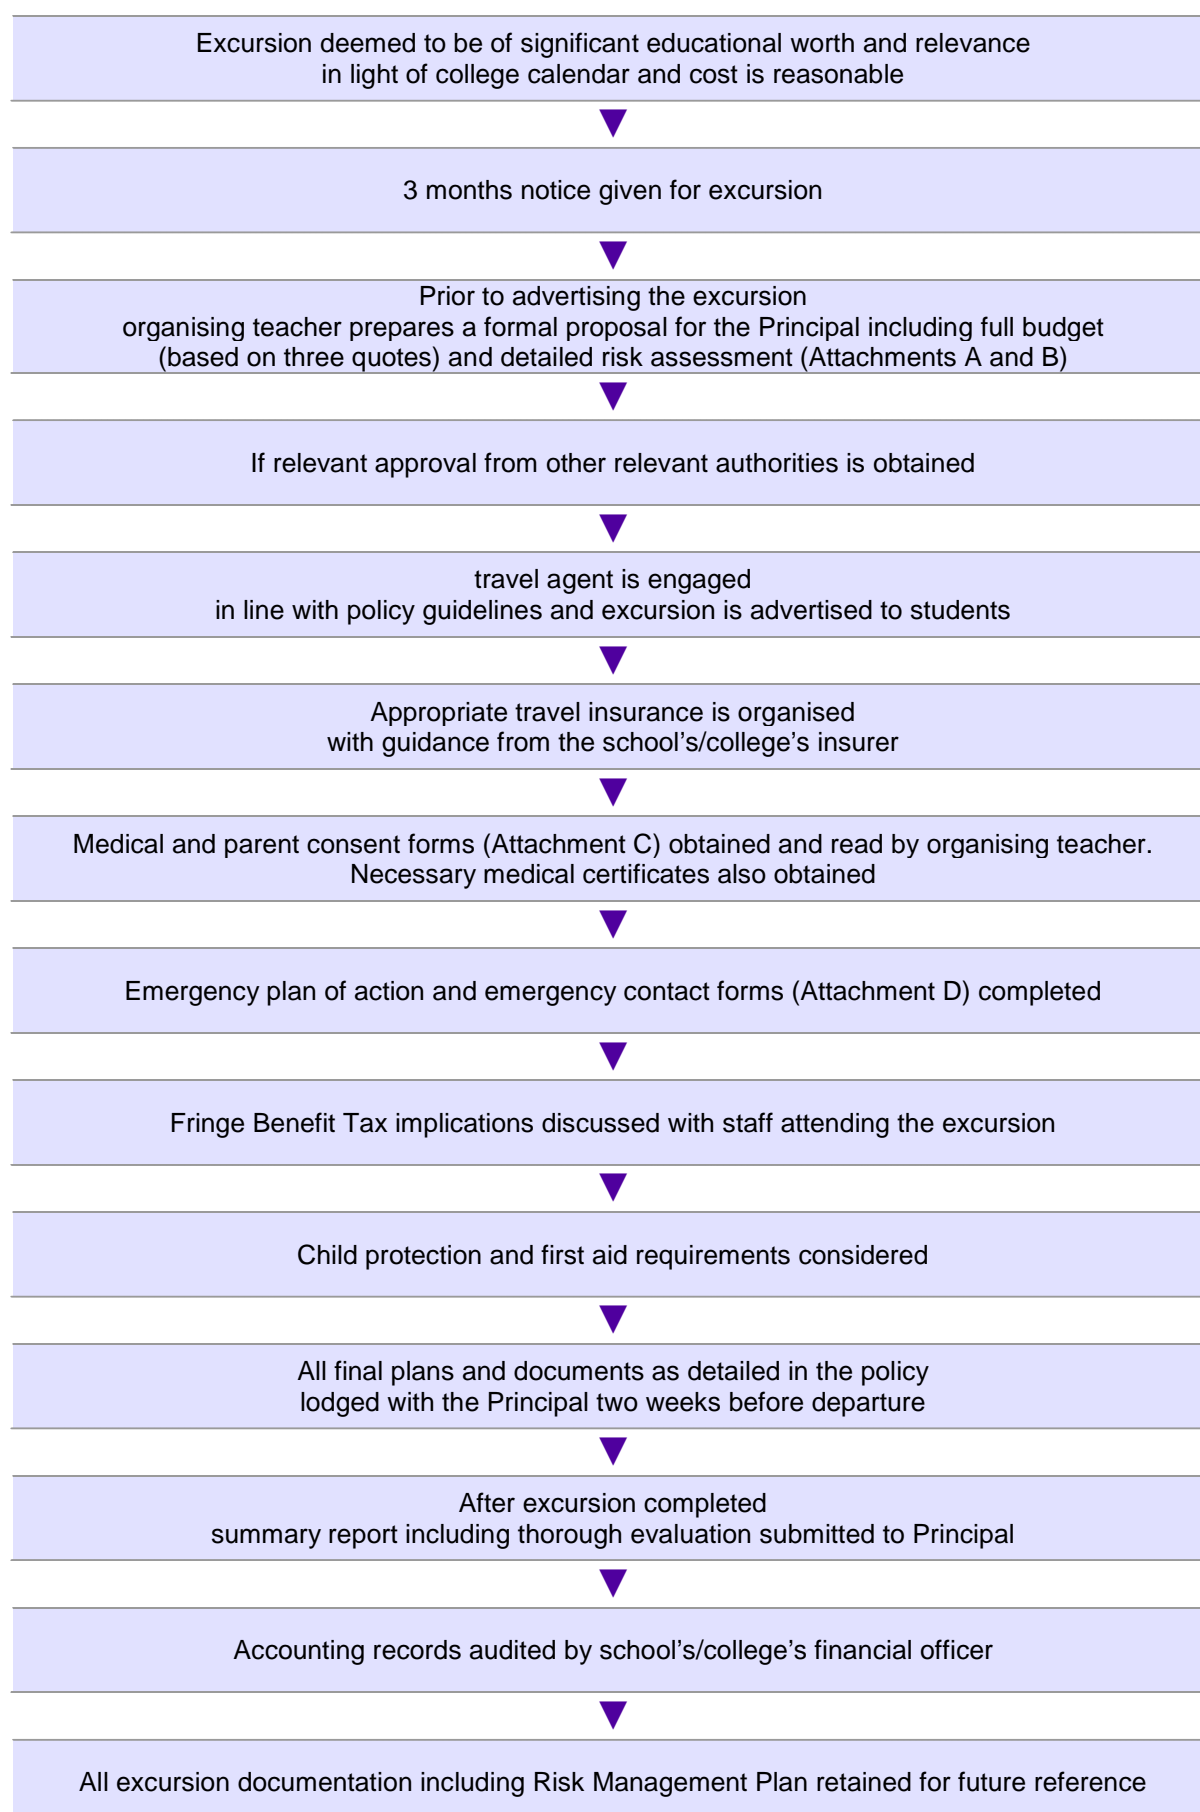 Excursion deemed to be of significant educational worth and relevance
in light of college calendar and cost is reasonable
3 months notice given for excursion
Prior to advertising the excursion
organising teacher prepares a formal proposal for the Principal including full budget
(based on three quotes) and detailed risk assessment (Attachments A and B)
If relevant approval from other relevant authorities is obtained
travel agent is engaged
in line with policy guidelines and excursion is advertised to students
Appropriate travel insurance is organised
with guidance from the school’s/college’s insurer
Medical and parent consent forms (Attachment C) obtained and read by organising teacher.
Necessary medical certificates also obtained
Emergency plan of action and emergency contact forms (Attachment D) completed
Fringe Benefit Tax implications discussed with staff attending the excursion
Child protection and first aid requirements considered
All final plans and documents as detailed in the policy
lodged with the Principal two weeks before departure
After excursion completed
summary report including thorough evaluation submitted to Principal
Accounting records audited by school’s/college’s financial officer
All excursion documentation including Risk Management Plan retained for future reference